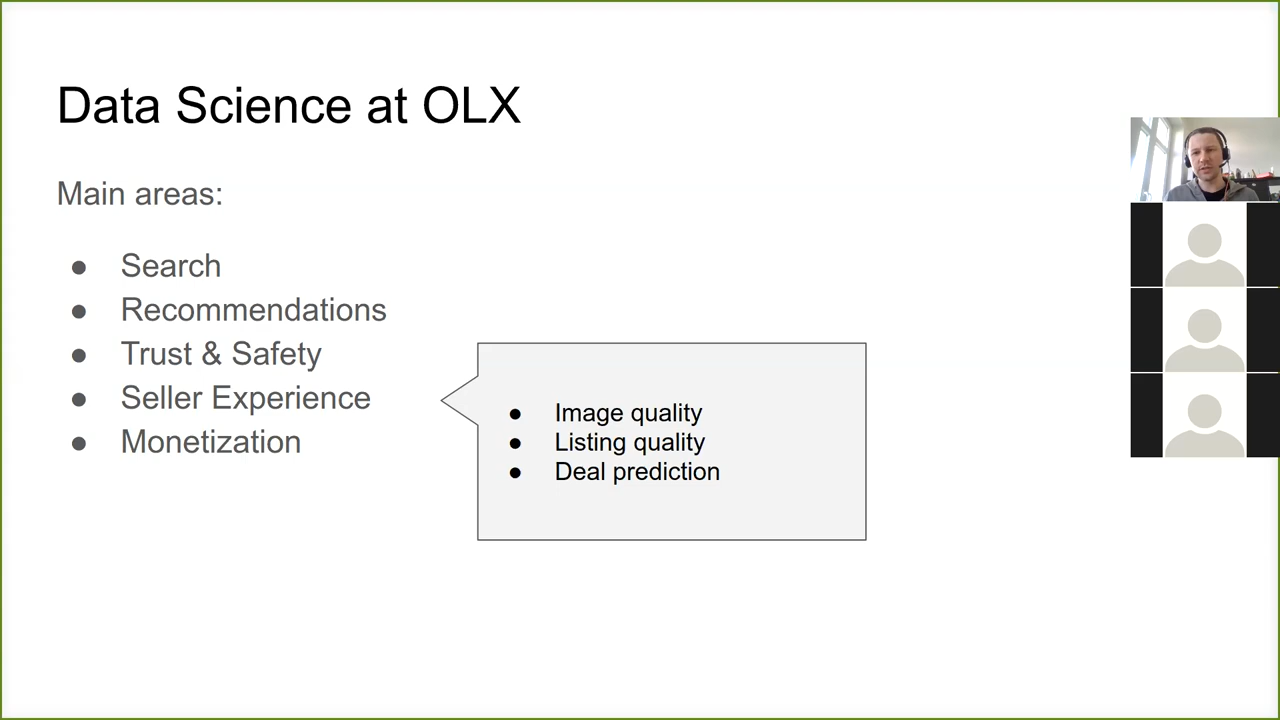 Data Science at OLX
Main areas:
● Search
● Recommendations
● Trust & Safety
● Seller Experience
● Monetization
● Image quality
● Listing quality
● Deal prediction